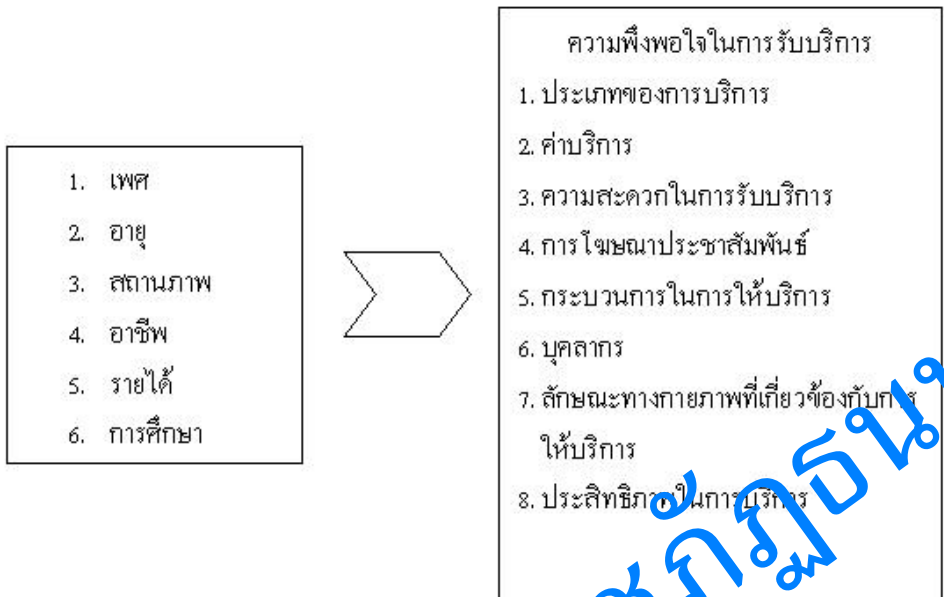 1. เพศ
2. อายุ
3. สถานภาพ
4. อาชีพ
5. รายได้
6. การศึกษา
ความพึงพอใจในการรับบริการ
1. ประเภทของการบริการ
2. ค่าบริการ
3. ความสะดวกในการรับบริการ
4. การโฆษณาประชาสัมพันธ์
5. กระบวนการในการให้บริการ
6. บุคลากร
7. ลักษณะทางกายภาพที่เกี่ยวข้องกับการ
ให้บริการ
8. ประสิทธิภาพในการบริการ